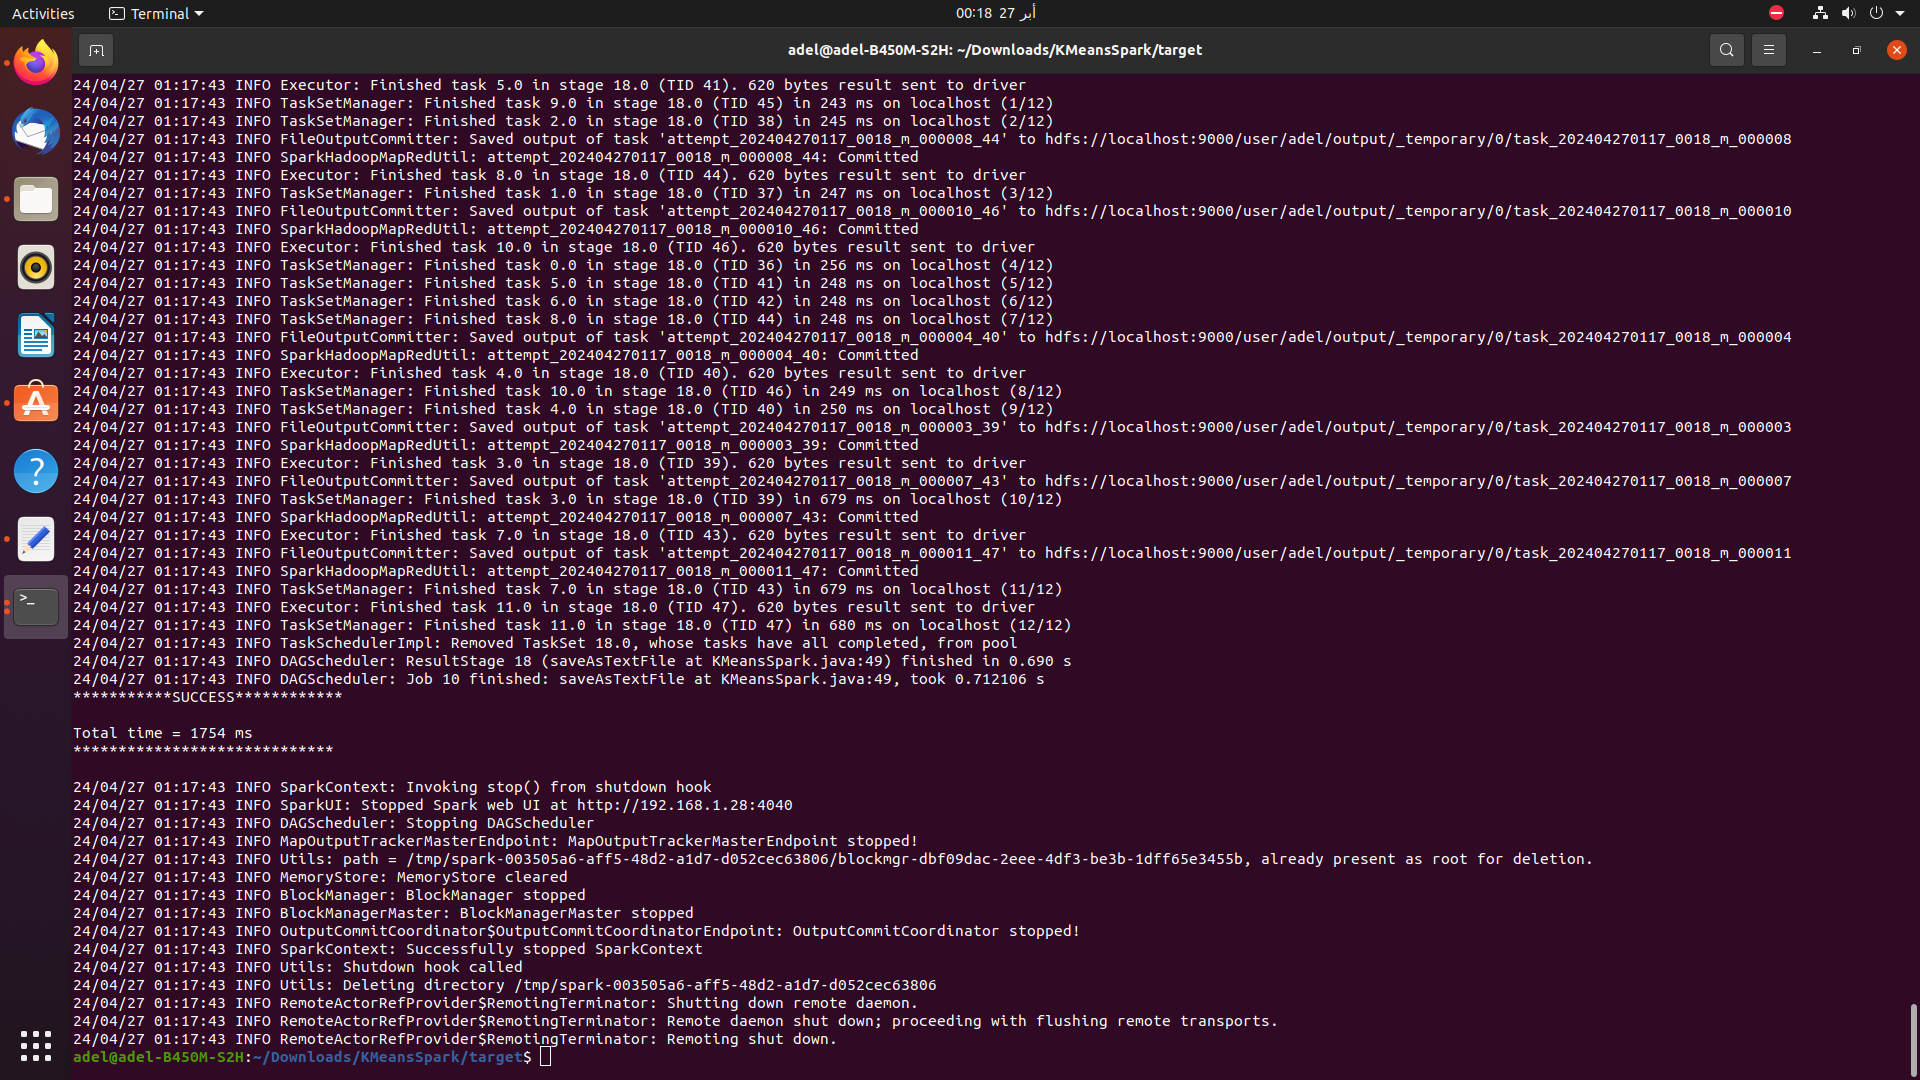 Activities
Terminal
00:18 27 أبر
adel@adel-B450M-S2H: ~/Downloads/KMeansSpark/target
24/04/27 01:17:43 INFO Executor: Finished task 5.0 in stage 18.0 (TID 41). 620 bytes result sent to driver
24/04/27 01:17:43 INFO TaskSetManager: Finished task 9.0 in stage 18.0 (TID 45) in 243 ms on localhost (1/12)
24/04/27 01:17:43 INFO TaskSetManager: Finished task 2.0 in stage 18.0 (TID 38) in 245 ms on localhost (2/12)
24/04/27 01:17:43 INFO FileOutputCommitter: Saved output of task 'attempt_202404270117_0018_m_000008_44' to hdfs://localhost:9000/user/adel/output/_temporary/0/task_202404270117_0018_m_000008
24/04/27 01:17:43 INFO SparkHadoopMapRedUtil: attempt_202404270117_0018_m_000008_44: Committed
24/04/27 01:17:43 INFO Executor: Finished task 8.0 in stage 18.0 (TID 44). 620 bytes result sent to driver
24/04/27 01:17:43 INFO TaskSetManager: Finished task 1.0 in stage 18.0 (TID 37) in 247 ms on localhost (3/12)
24/04/27 01:17:43 INFO FileOutputCommitter: Saved output of task 'attempt_202404270117_0018_m_000010_46' to hdfs://localhost:9000/user/adel/output/_temporary/0/task_202404270117_0018_m_000010
24/04/27 01:17:43 INFO SparkHadoopMapRedUtil: attempt_202404270117_0018_m_000010_46: Committed
24/04/27 01:17:43 INFO Executor: Finished task 10.0 in stage 18.0 (TID 46). 620 bytes result sent to driver
24/04/27 01:17:43 INFO TaskSetManager: Finished task 0.0 in stage 18.0 (TID 36) in 256 ms on localhost (4/12)
24/04/27 01:17:43 INFO TaskSetManager: Finished task 5.0 in stage 18.0 (TID 41) in 248 ms on localhost (5/12)
24/04/27 01:17:43 INFO TaskSetManager: Finished task 6.0 in stage 18.0 (TID 42) in 248 ms on localhost (6/12)
24/04/27 01:17:43 INFO TaskSetManager: Finished task 8.0 in stage 18.0 (TID 44) in 248 ms on localhost (7/12)
24/04/27 01:17:43 INFO FileOutputCommitter: Saved output of task 'attempt_202404270117_0018_m_000004_40' to hdfs://localhost:9000/user/adel/output/_temporary/0/task_202404270117_0018_m_000004
24/04/27 01:17:43 INFO SparkHadoopMapRedUtil: attempt_202404270117_0018_m_000004_40: Committed
24/04/27 01:17:43 INFO Executor: Finished task 4.0 in stage 18.0 (TID 40). 620 bytes result sent to driver
24/04/27 01:17:43 INFO TaskSetManager: Finished task 10.0 in stage 18.0 (TID 46) in 249 ms on localhost (8/12)
24/04/27 01:17:43 INFO TaskSetManager: Finished task 4.0 in stage 18.0 (TID 40) in 250 ms on localhost (9/12)
24/04/27 01:17:43 INFO FileOutputCommitter: Saved output of task 'attempt_202404270117_0018_m_000003_39' to hdfs://localhost:9000/user/adel/output/_temporary/0/task_202404270117_0018_m_000003
24/04/27 01:17:43 INFO SparkHadoopMapRedUtil: attempt_202404270117_0018_m_000003_39: Committed
24/04/27 01:17:43 INFO Executor: Finished task 3.0 in stage 18.0 (TID 39). 620 bytes result sent to driver
24/04/27 01:17:43 INFO FileOutputCommitter: Saved output of task 'attempt_202404270117_0018_m_000007_43' to hdfs://localhost:9000/user/adel/output/_temporary/0/task_202404270117_0018_m_000007
24/04/27 01:17:43 INFO TaskSetManager: Finished task 3.0 in stage 18.0 (TID 39) in 679 ms on localhost (10/12)
24/04/27 01:17:43 INFO SparkHadoopMapRedUtil: attempt_202404270117_0018_m_000007_43: Committed
24/04/27 01:17:43 INFO Executor: Finished task 7.0 in stage 18.0 (TID 43). 620 bytes result sent to driver
24/04/27 01:17:43 INFO FileOutputCommitter: Saved output of task 'attempt_202404270117_0018_m_000011_47' to hdfs://localhost:9000/user/adel/output/_temporary/0/task_202404270117_0018_m_000011
24/04/27 01:17:43 INFO SparkHadoopMapRedUtil: attempt_202404270117_0018_m_000011_47: Committed
24/04/27 01:17:43 INFO TaskSetManager: Finished task 7.0 in stage 18.0 (TID 43) in 679 ms on localhost (11/12)
24/04/27 01:17:43 INFO Executor: Finished task 11.0 in stage 18.0 (TID 47). 620 bytes result sent to driver
24/04/27 01:17:43 INFO TaskSetManager: Finished task 11.0 in stage 18.0 (TID 47) in 680 ms on localhost (12/12)
24/04/27 01:17:43 INFO TaskSchedulerImpl: Removed TaskSet 18.0, whose tasks have all completed, from pool
24/04/27 01:17:43 INFO DAGScheduler: ResultStage 18 (saveAsTextFile at KMeansSpark.java:49) finished in 0.690 s
24/04/27 01:17:43 INFO DAGScheduler: Job 10 finished: saveAsTextFile at KMeansSpark.java:49, took 0.712106 s
***********SUCCESS************
Total time = 1754 ms
*****************************
24/04/27 01:17:43 INFO SparkContext: Invoking stop() from shutdown hook
24/04/27 01:17:43 INFO SparkUI: Stopped Spark web UI at http://192.168.1.28:4040
24/04/27 01:17:43 INFO DAGScheduler: Stopping DAGScheduler
24/04/27 01:17:43 INFO MapOutputTrackerMasterEndpoint: MapOutputTrackerMasterEndpoint stopped!
24/04/27 01:17:43 INFO Utils: path = /tmp/spark-003505a6-aff5-48d2-a1d7-d052cec63806/blockmgr-dbf09dac-2eee-4df3-be3b-1dff65e3455b, already present as root for deletion.
24/04/27 01:17:43 INFO MemoryStore: MemoryStore cleared
24/04/27 01:17:43 INFO BlockManager: BlockManager stopped
24/04/27 01:17:43 INFO BlockManagerMaster: BlockManagerMaster stopped
24/04/27 01:17:43 INFO OutputCommitCoordinator$OutputCommitCoordinatorEndpoint: OutputCommitCoordinator stopped!
24/04/27 01:17:43 INFO SparkContext: Successfully stopped SparkContext
24/04/27 01:17:43 INFO Utils: Shutdown hook called
24/04/27 01:17:43 INFO Utils: Deleting directory /tmp/spark-003505a6-aff5-48d2-a1d7-d052cec63806
24/04/27 01:17:43 INFO RemoteActorRefProvider$RemotingTerminator: Shutting down remote daemon.
24/04/27 01:17:43 INFO RemoteActorRefProvider$RemotingTerminator: Remote daemon shut down; proceeding with flushing remote transports.
24/04/27 01:17:43 INFO RemoteActorRefProvider$RemotingTerminator: Remoting shut down.
adel@adel-B450M-S2H:~/Downloads/KMeansSpark/target$